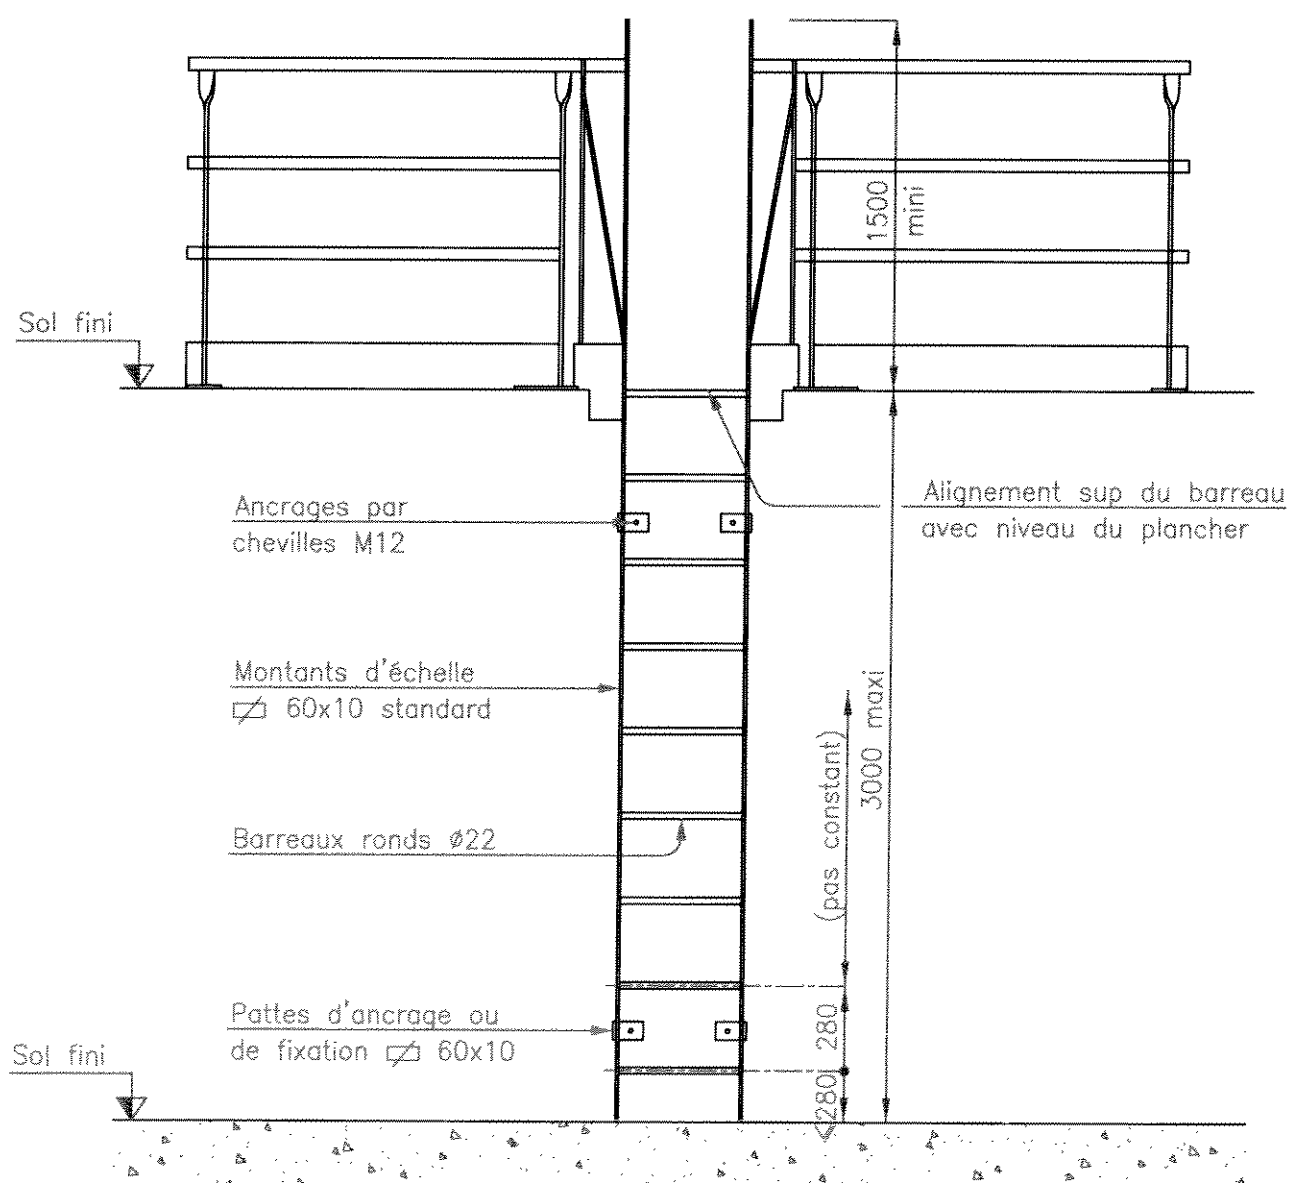 1500
mini
Sol fini
Ancrages par
chevilles M12
Alignement sup du barreau
avec niveau du plancher
Montants d'échelle
60x10 standard
(pas constant)
3000 maxi
Barreaux ronds ø22
Pattes d'ancrage ou
de fixation 60x10
Sol fini
280
<280